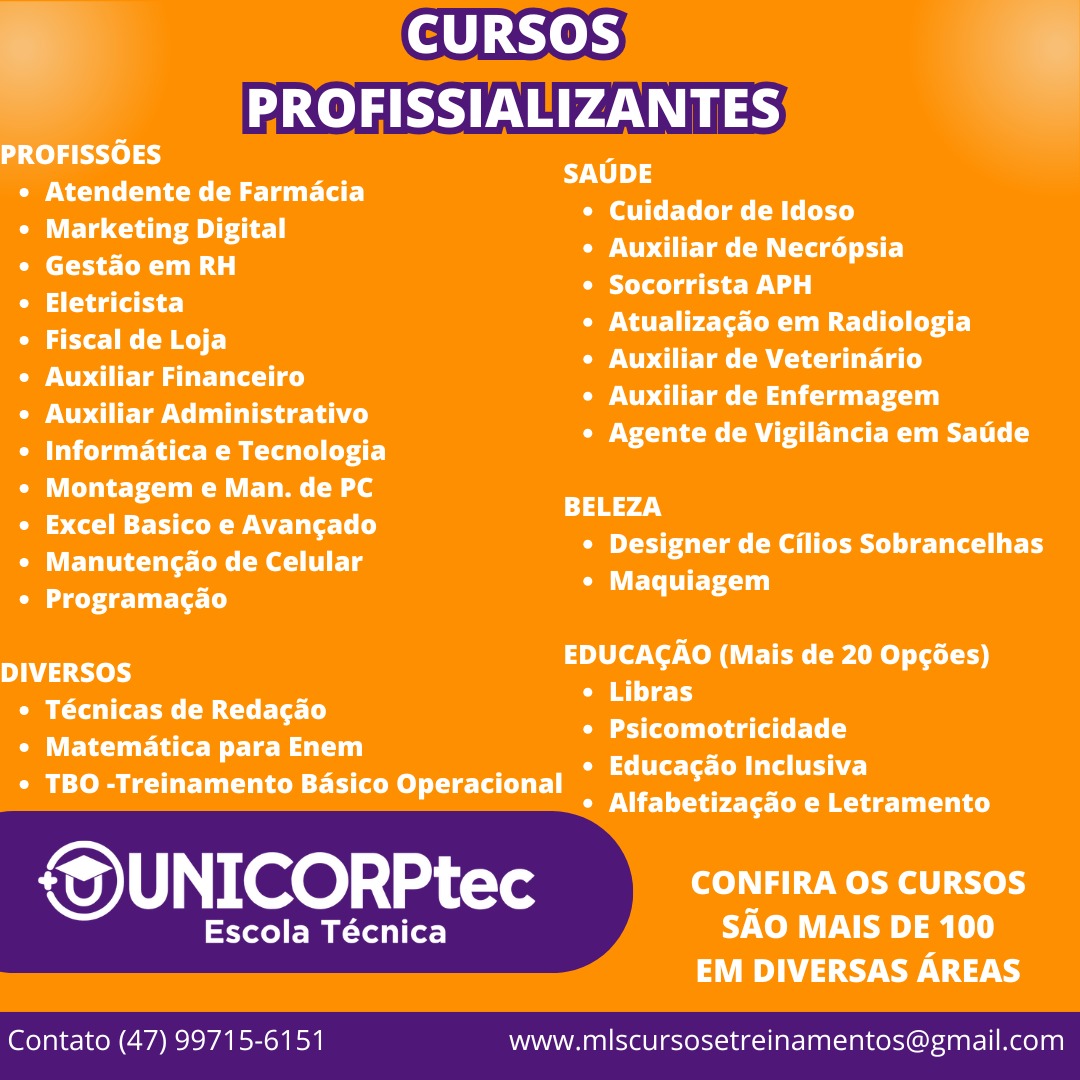 CURSOS
PROFISSIALIZANTES
PROFISSÕES
• Atendente de Farmácia
• Marketing Digital
• Gestão em RH
• Eletricista
• Fiscal de Loja
• Auxiliar Financeiro
• Auxiliar Administrativo
• Informática e Tecnologia
• Montagem e Man. de PC
• Excel Basico e Avançado
• Manutenção de Celular
• Programação
DIVERSOS
• Técnicas de Redação
• Matemática para Enem
• TBO -Treinamento Básico Operacional
SAÚDE
• Cuidador de Idoso
• Auxiliar de Necrópsia
• Socorrista APH
• Atualização em Radiologia
• Auxiliar de Veterinário
• Auxiliar de Enfermagem
• Agente de Vigilância em Saúde
BELEZA
• Designer de Cílios Sobrancelhas
• Maquiagem
EDUCAÇÃO (Mais de 20 Opções)
• Libras
• Psicomotricidade
• Educação Inclusiva
• Alfabetização e Letramento
UNICORPtec
Escola Técnica
CONFIRA OS CURSOS
SÃO MAIS DE 100
EM DIVERSAS ÁREAS
Contato (47) 99715-6151
www.mlscursosetreinamentos@gmail.com